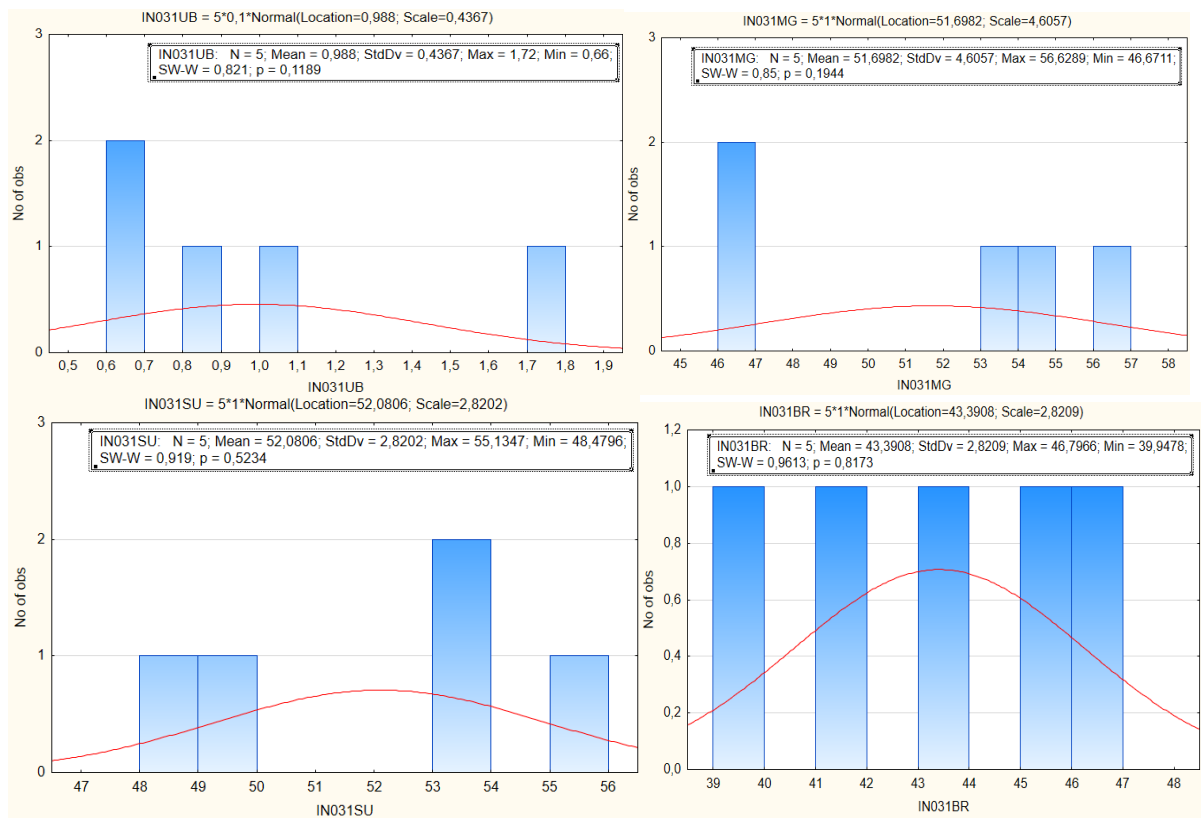 IN031UB = 5*0,1*Normal(Location=0,988; Scale=0,4367)
IN031UB: N = 5; Mean = 0,988; StdDv = 0,4367; Max = 1,72; Min = 0,66;
SW-W = 0,821; p = 0,1189
3
2
1
0
No of obs
0,5 0,6 0,7 0,8 0,9 1,0 1,1 1,2 1,3 1,4 1,5 1,6 1,7 1,8 1,9
IN031UB
IN031MG = 5*1*Normal(Location=51,6982; Scale=4,6057)
IN031MG: N = 5; Mean = 51,6982; StdDv = 4,6057; Max = 56,6289; Min = 46,6711;
SW-W = 0,85; p = 0,1944
3
2
1
0
No of obs
45 46 47 48 49 50 51 52 53 54 55 56 57 58
IN031MG
IN031SU = 5*1*Normal(Location=52,0806; Scale=2,8202)
IN031SU: N = 5; Mean = 52,0806; StdDv = 2,8202; Max = 55,1347; Min = 48,4796;
SW-W = 0,919; p = 0,5234
3
2
1
0
No of obs
47 48 49 50 51 52 53 54 55 56
IN031SU
IN031BR = 5*1*Normal(Location=43,3908; Scale=2,8209)
IN031BR: N = 5; Mean = 43,3908; StdDv = 2,8209; Max = 46,7966; Min = 39,9478;
SW-W = 0,9613; p = 0,8173
1,2
1,0
0,8
0,6
0,4
0,2
0,0
No of obs
39 40 41 42 43 44 45 46 47 48
IN031BR